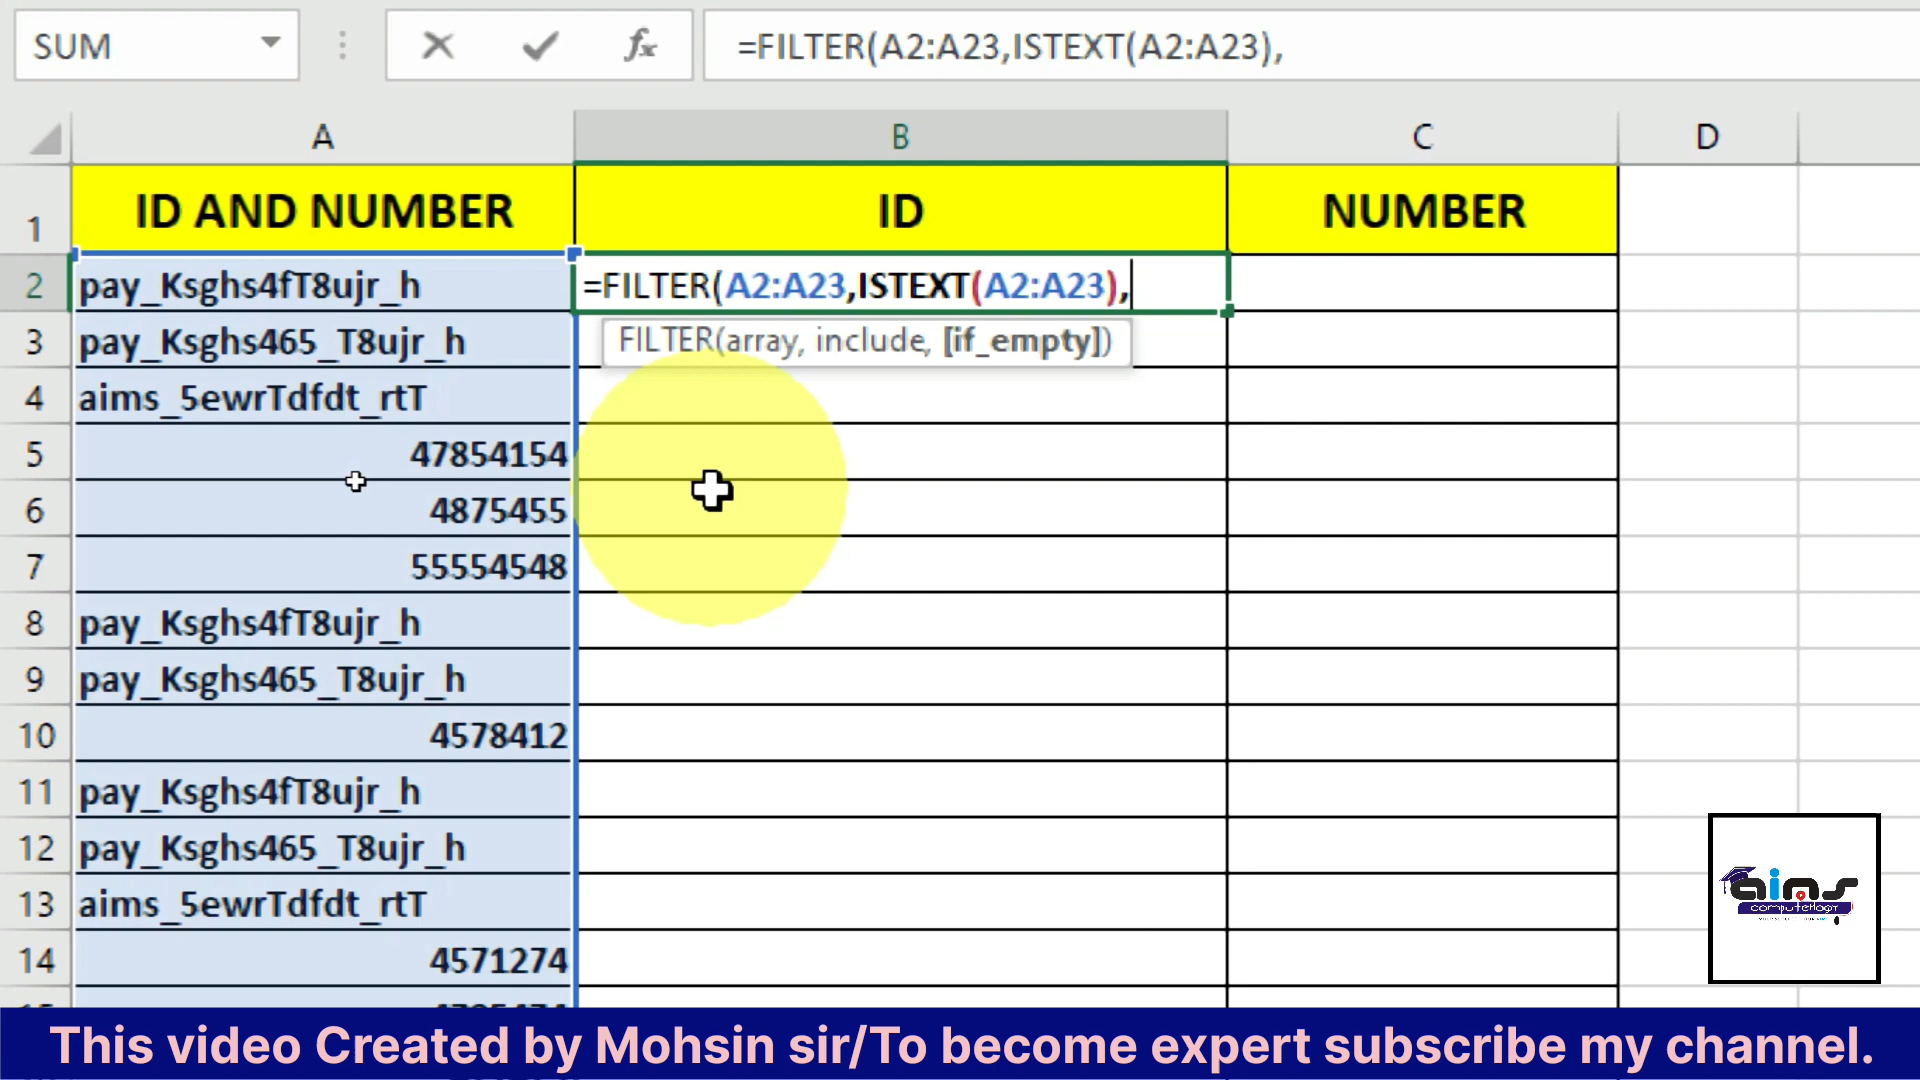 SUM
fx
=FILTER(A2:A23,ISTEXT(A2:A23),
A B C D
1 ID AND NUMBER ID NUMBER
2 pay_Ksghs4fT8ujr_h =FILTER(A2:A23,ISTEXT(A2:A23),
FILTER(array, include, [if_empty])
3 pay_Ksghs465_T8ujr_h
4 aims_5ewrTdfdt_rtT
5 47854154
6 4875455
7 55554548
8 pay_Ksghs4fT8ujr_h
9 pay_Ksghs465_T8ujr_h
10 4578412
11 pay_Ksghs4fT8ujr_h
12 pay_Ksghs465_T8ujr_h
13 aims_5ewrTdfdt_rtT
14 4571274
aims
computerlogy
This video Created by Mohsin sir/To become expert subscribe my channel.